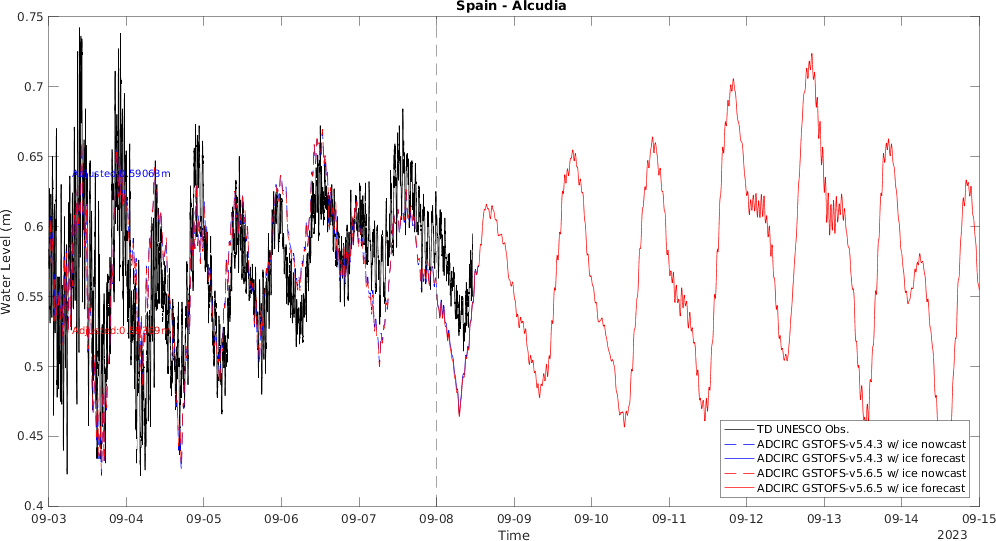 Spain - Alcudia
0.75
0.7
0.65
0.6
0.55
0.5
0.45
0.4
Water Level (m)
Adjusted:0.59063m
09-03
09-04
09-05
09-06
09-07
09-08
09-09
09-10
09-11
09-12
09-13
09-14
09-15
Time
2023
TD UNESCO Obs.
ADCIRC GSTOFS-v5.4.3 w/ ice nowcast
ADCIRC GSTOFS-v5.4.3 w/ ice forecast
ADCIRC GSTOFS-v5.6.5 w/ ice nowcast
ADCIRC GSTOFS-v5.6.5 w/ ice forecast